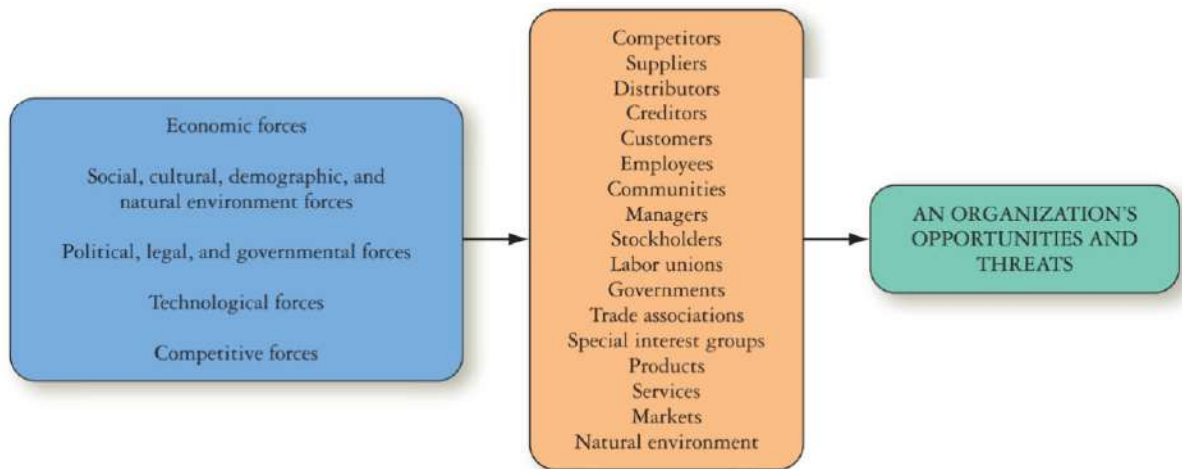 Economic forces
Social, cultural, demographic, and
natural environment forces
Political, legal, and governmental forces
Technological forces
Competitive forces
Competitors
Suppliers
Distributors
Creditors
Customers
Employees
Communities
Managers
Stockholders
Labor unions
Governments
Trade associations
Special interest groups
Products
Services
Markets
Natural environment
AN ORGANIZATION'S
OPPORTUNITIES AND
THREATS